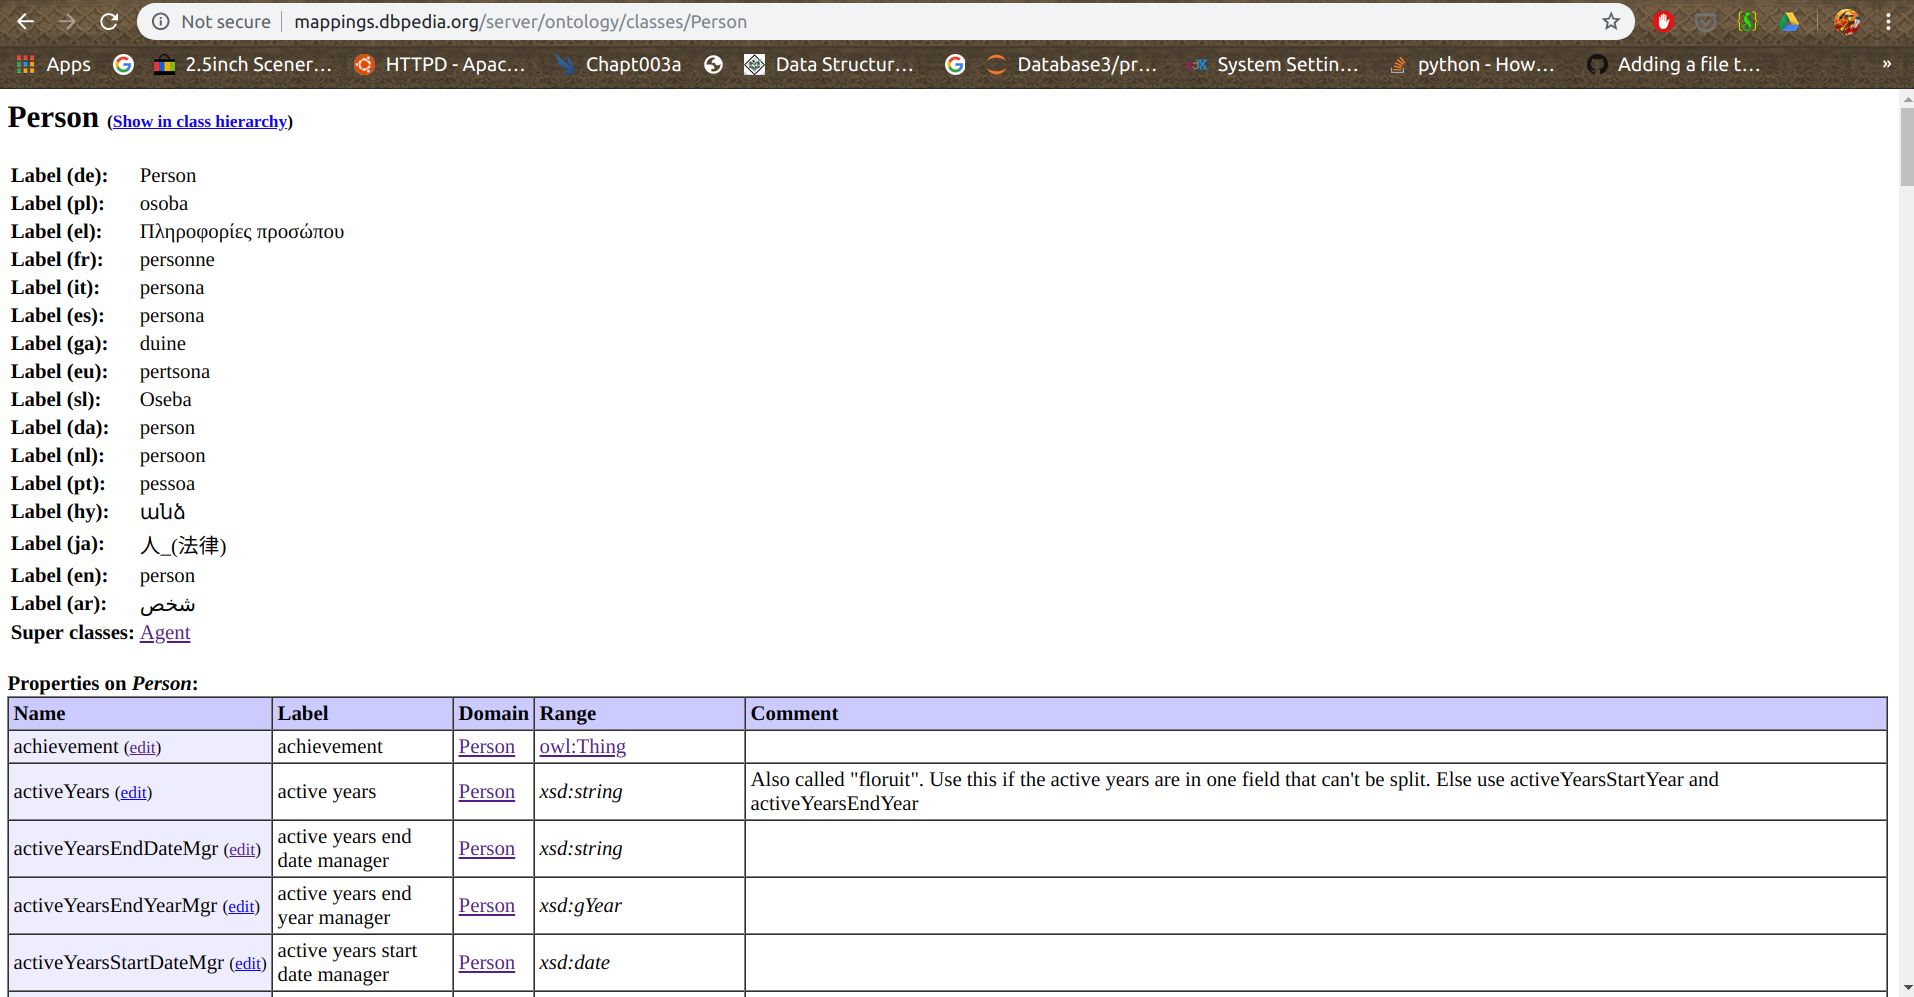 Not secure mappings.dbpedia.org/server/ontology/classes/Person
Apps 2.5inch Scener... HTTPD - Apac... Chapt003a Data Structur... Database3/pr... System Settin... python - How... Adding a file t... »
Person (Show in class hierarchy)
Label (de): Person
Label (pl): osoba
Label (el): Πληροφορίες προσώπου
Label (fr): personne
Label (it): persona
Label (es): persona
Label (ga): duine
Label (eu): pertsona
Label (sl): Oseba
Label (da): person
Label (nl): persoon
Label (pt): pessoa
Label (hy): անձ
Label (ja): 人_(法律)
Label (en): person
Label (ar): شخص
Super classes: Agent
Properties on Person:
Name Label Domain Range Comment
achievement (edit) achievement Person owl:Thing
activeYears (edit) active years Person xsd:string Also called "floruit". Use this if the active years are in one field that can't be split. Else use activeYearsStartYear and
activeYearsEndYear
activeYearsEndDateMgr (edit) active years end
date manager Person xsd:string
activeYearsEndYearMgr (edit) active years end
year manager Person xsd:gYear
activeYearsStartDateMgr (edit) active years start
date manager Person xsd:date